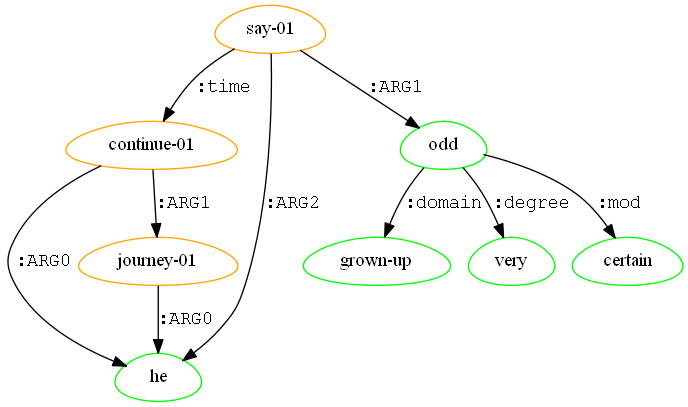 say-01
:time
:ARG1
continue-01
odd
:ARG1
:ARG2
:domain
:degree
:mod
:ARG0
journey-01
grown-up
very
certain
:ARG0
he